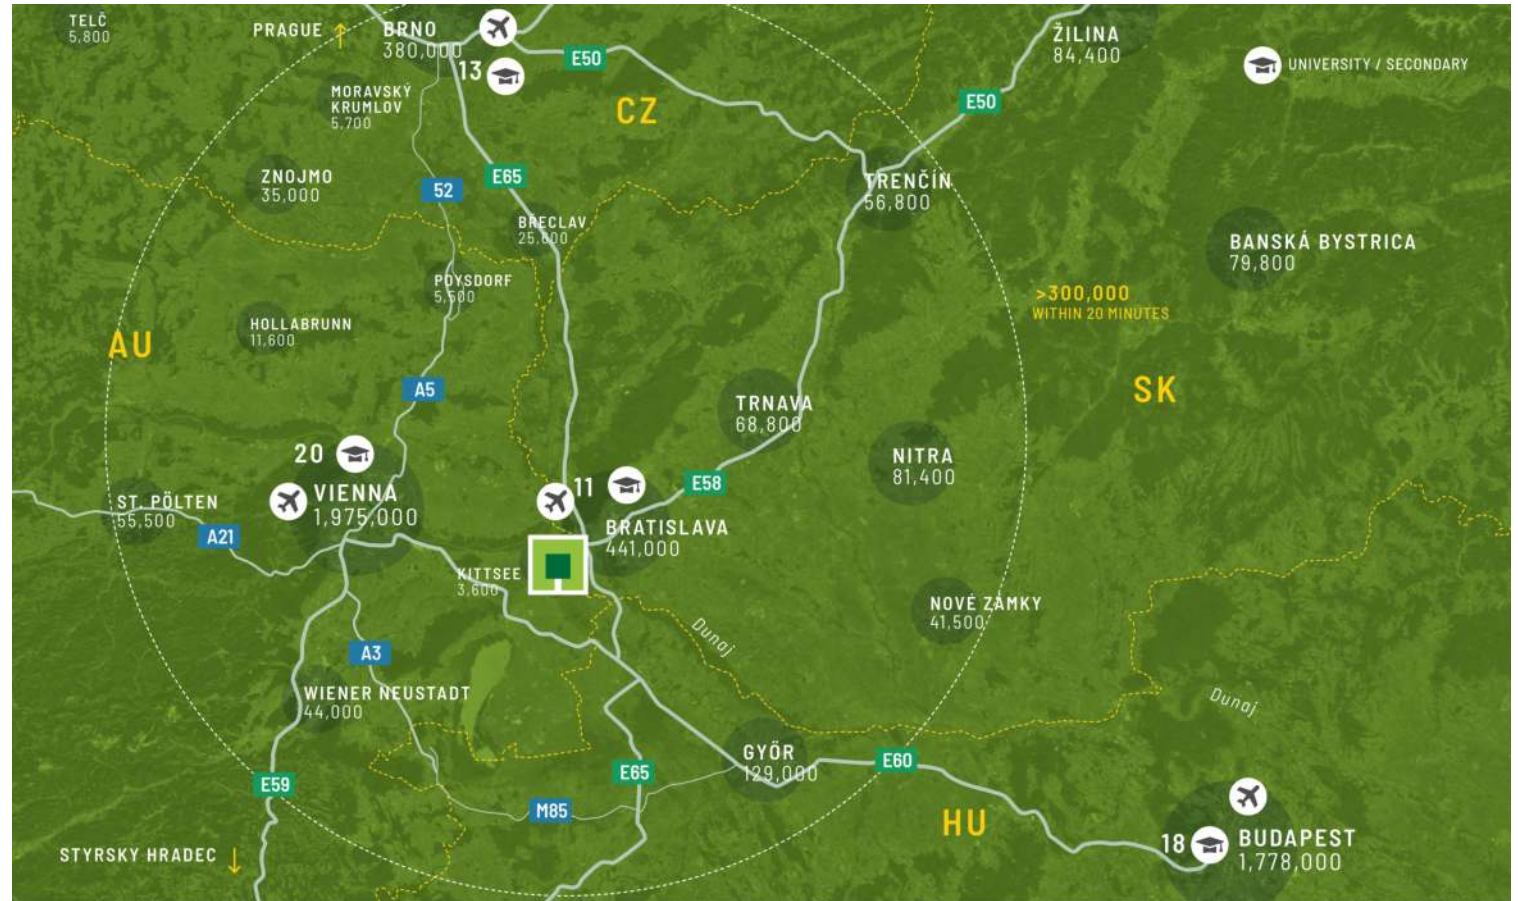 TELČ
5,800
PRAGUE ↑
BRNO
380,000
13
E50
ŽILINA
84,400
UNIVERSITY / SECONDARY
MORAVSKÝ
KRUMLOV
5,700
CZ
E50
ZNOJMO
35,000
52
E65
TRENČÍN
56,800
BŘECLAV
25,800
BANSKÁ BYSTRICA
79,800
POYSDORF
5,500
>300,000
WITHIN 20 MINUTES
HOLLABRUNN
11,600
AU
A5
SK
TRNAVA
68,800
20
NITRA
81,400
VIENNA
1,975,000
11
E58
ST. PÖLTEN
55,500
A21
BRATISLAVA
441,000
KITTSEE
3,600
NOVÉ ZÁMKY
41,500
Dunaj
A3
WIENER NEUSTADT
44,000
Dunaj
GYÖR
129,000
E60
E65
E59
M85
HU
18
BUDAPEST
1,778,000
STYRSKY HRADEC ↓